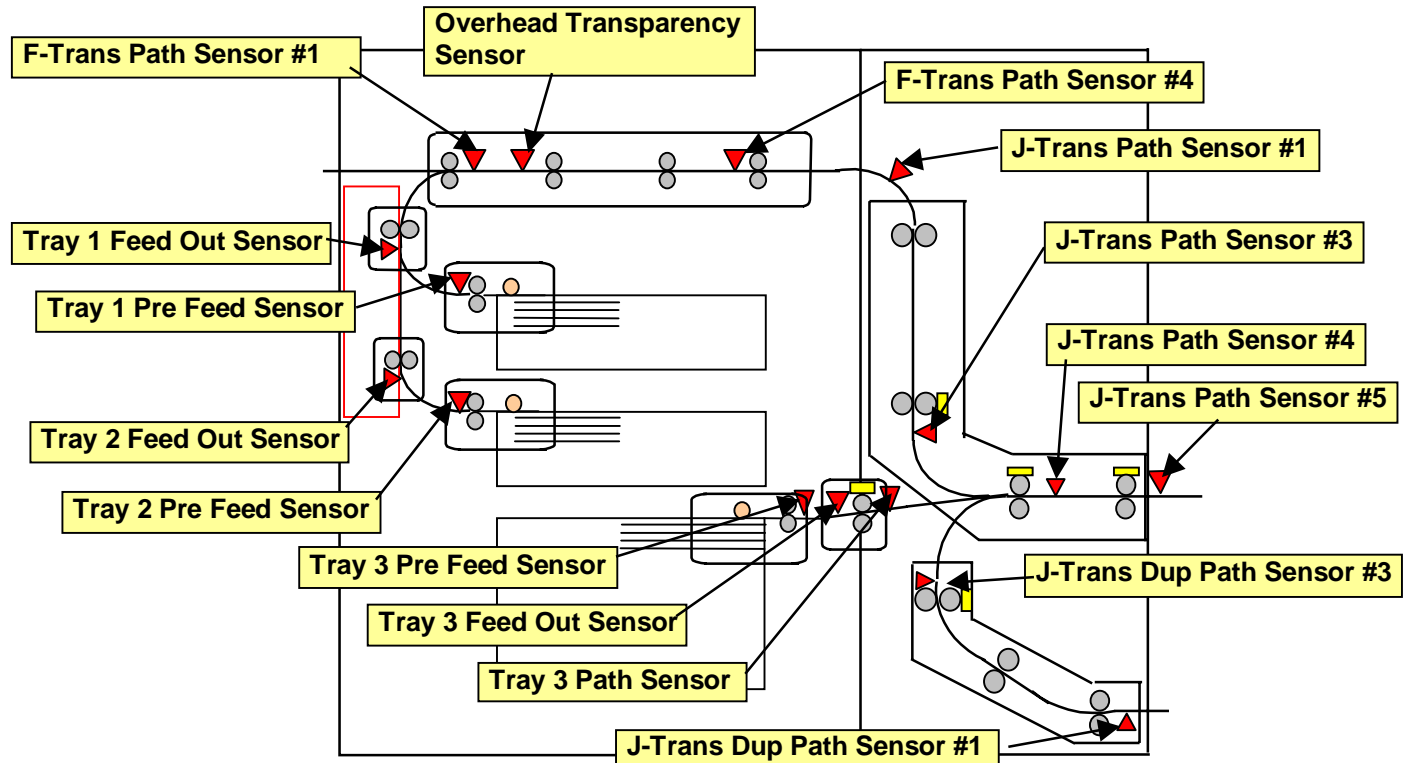 Overhead Transparency
Sensor
F-Trans Path Sensor #1
F-Trans Path Sensor #4
J-Trans Path Sensor #1
Tray 1 Feed Out Sensor
J-Trans Path Sensor #3
Tray 1 Pre Feed Sensor
J-Trans Path Sensor #4
J-Trans Path Sensor #5
Tray 2 Feed Out Sensor
Tray 2 Pre Feed Sensor
Tray 3 Pre Feed Sensor
J-Trans Dup Path Sensor #3
Tray 3 Feed Out Sensor
Tray 3 Path Sensor
J-Trans Dup Path Sensor #1